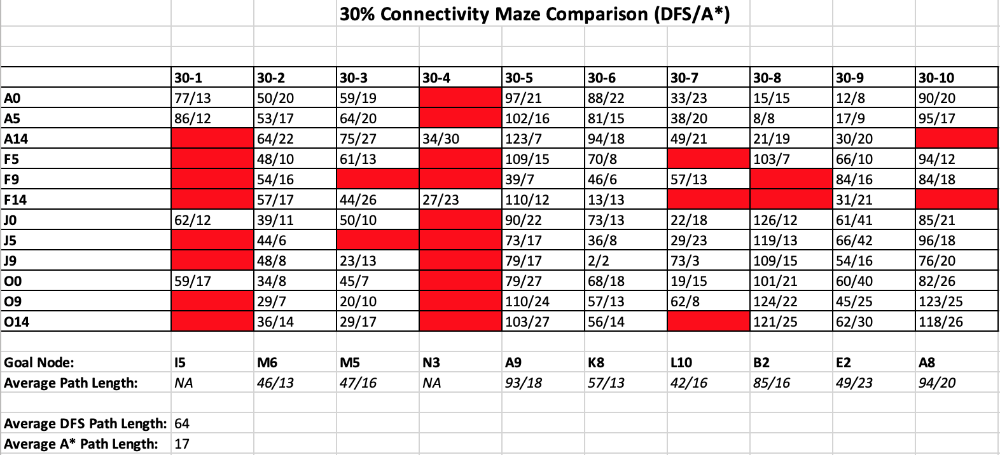 30% Connectivity Maze Comparison (DFS/A*)
30-1 30-2 30-3 30-4 30-5 30-6 30-7 30-8 30-9 30-10
A0 77/13 50/20 59/19 97/21 88/22 33/23 15/15 12/8 90/20
A5 86/12 53/17 64/20 102/16 81/15 38/20 8/8 17/9 95/17
A14 64/22 75/27 34/30 123/7 94/18 49/21 21/19 30/20
F5 48/10 61/13 109/15 70/8 103/7 66/10 94/12
F9 54/16 39/7 46/6 57/13 84/16 84/18
F14 57/17 44/26 27/23 110/12 13/13 31/21
J0 62/12 39/11 50/10 90/22 73/13 22/18 126/12 61/41 85/21
J5 44/6 73/17 36/8 29/23 119/13 66/42 96/18
J9 48/8 23/13 79/17 2/2 73/3 109/15 54/16 76/20
O0 59/17 34/8 45/7 79/27 68/18 19/15 101/21 60/40 82/26
O9 29/7 20/10 110/24 57/13 62/8 124/22 45/25 123/25
O14 36/14 29/17 103/27 56/14 121/25 62/30 118/26
Goal Node: I5 M6 M5 N3 A9 K8 L10 B2 E2 A8
Average Path Length: NA 46/13 47/16 NA 93/18 57/13 42/16 85/16 49/23 94/20
Average DFS Path Length: 64
Average A* Path Length: 17